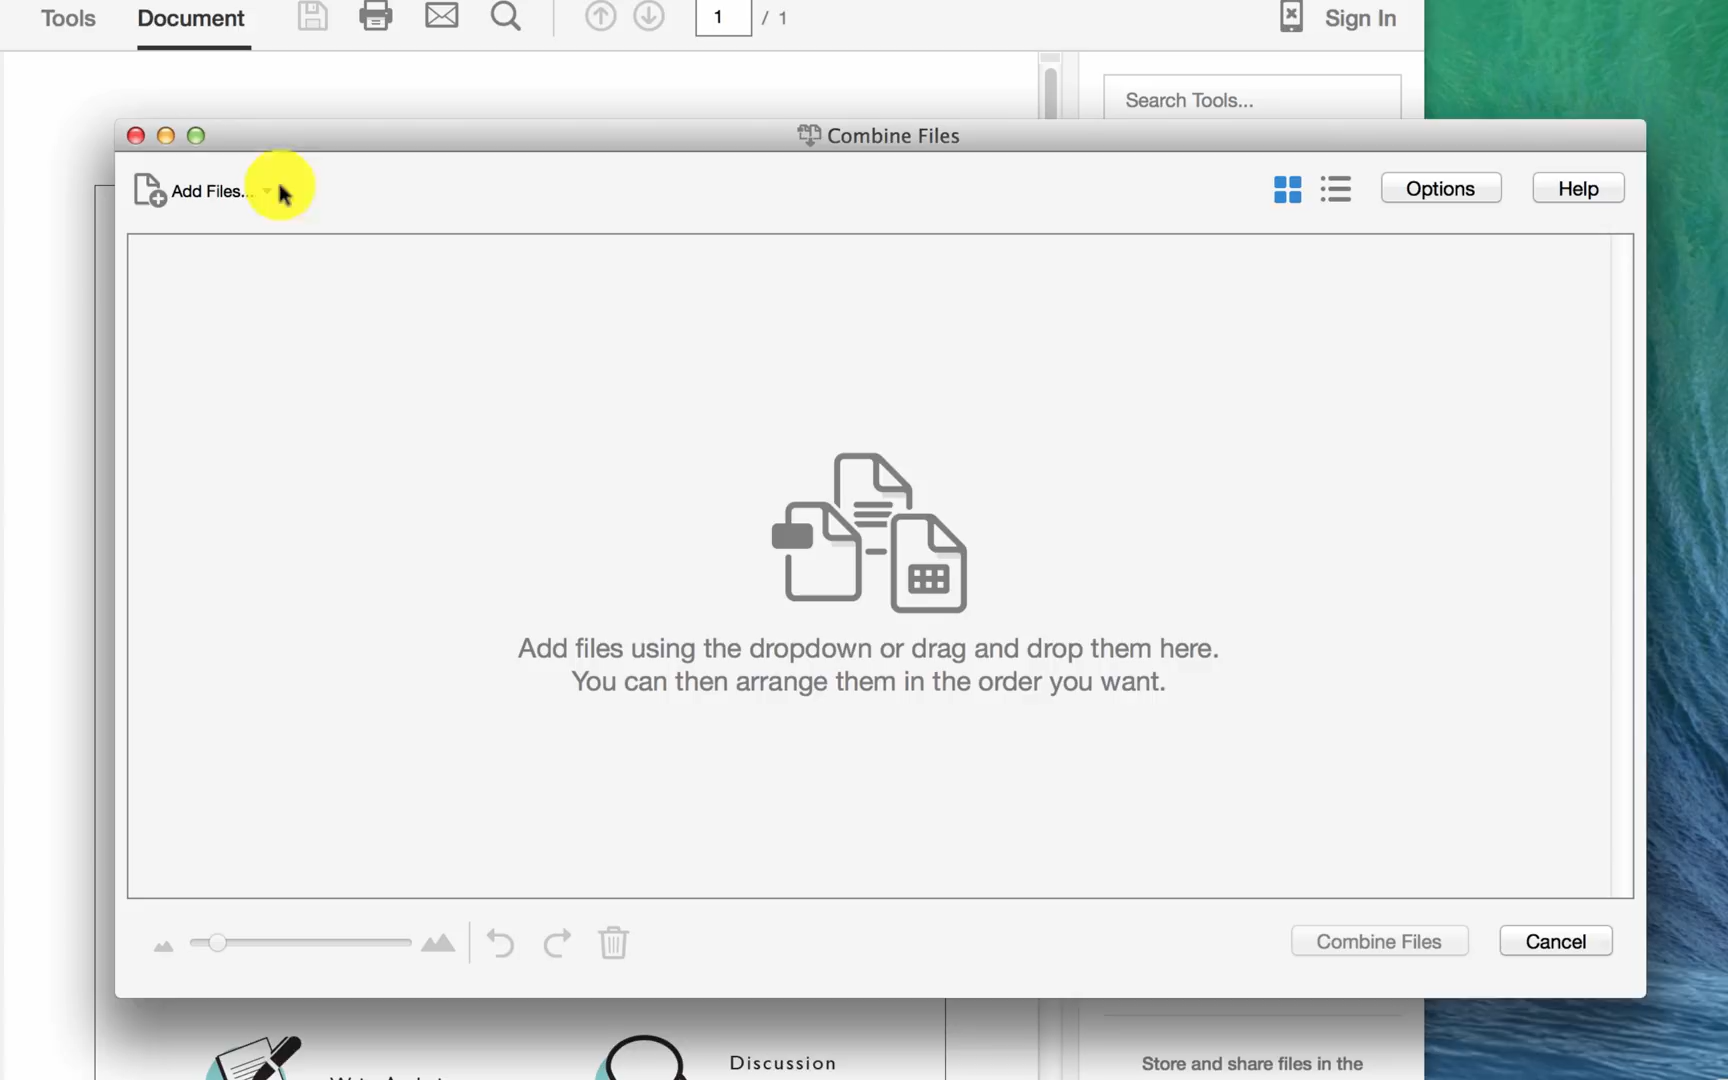 Tools
Document
1
/ 1
Sign In
Search Tools...
Combine Files
Add Files...
Options
Help
Add files using the dropdown or drag and drop them here.
You can then arrange them in the order you want.
Combine Files
Cancel
Discussion
Store and share files in the